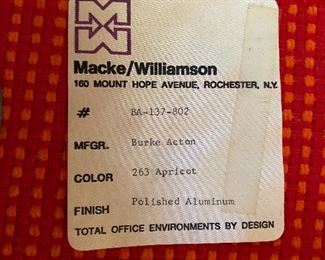 Macke/Williamson
160 MOUNT HOPE AVENUE, ROCHESTER, N.Y.
# BA-137-802
MFGR. Burke Acton
COLOR 263 Apricot
FINISH Polished Aluminum
TOTAL OFFICE ENVIRONMENTS BY DESIGN